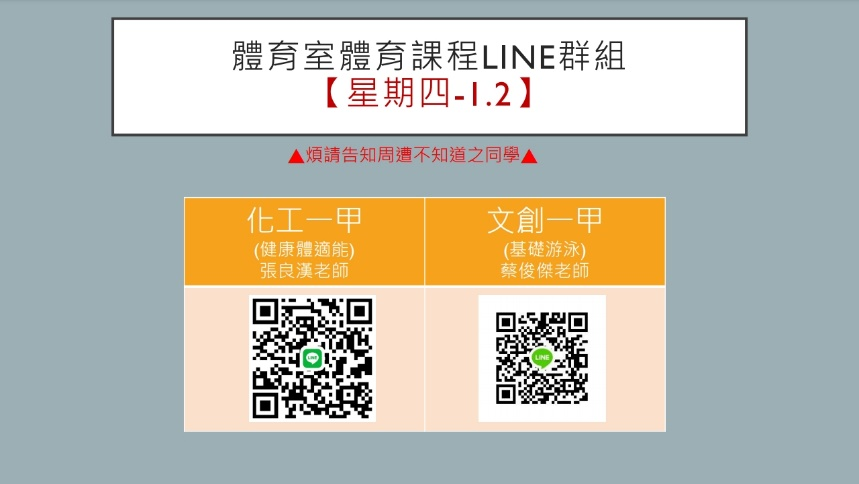 體育室體育課程LINE群組
【星期四-1.2】
▲煩請告知周遭不知道之同學▲
化工一甲
(健康體適能)
張良漢老師
文創一甲
(基礎游泳)
蔡俊傑老師
LINE
LINE